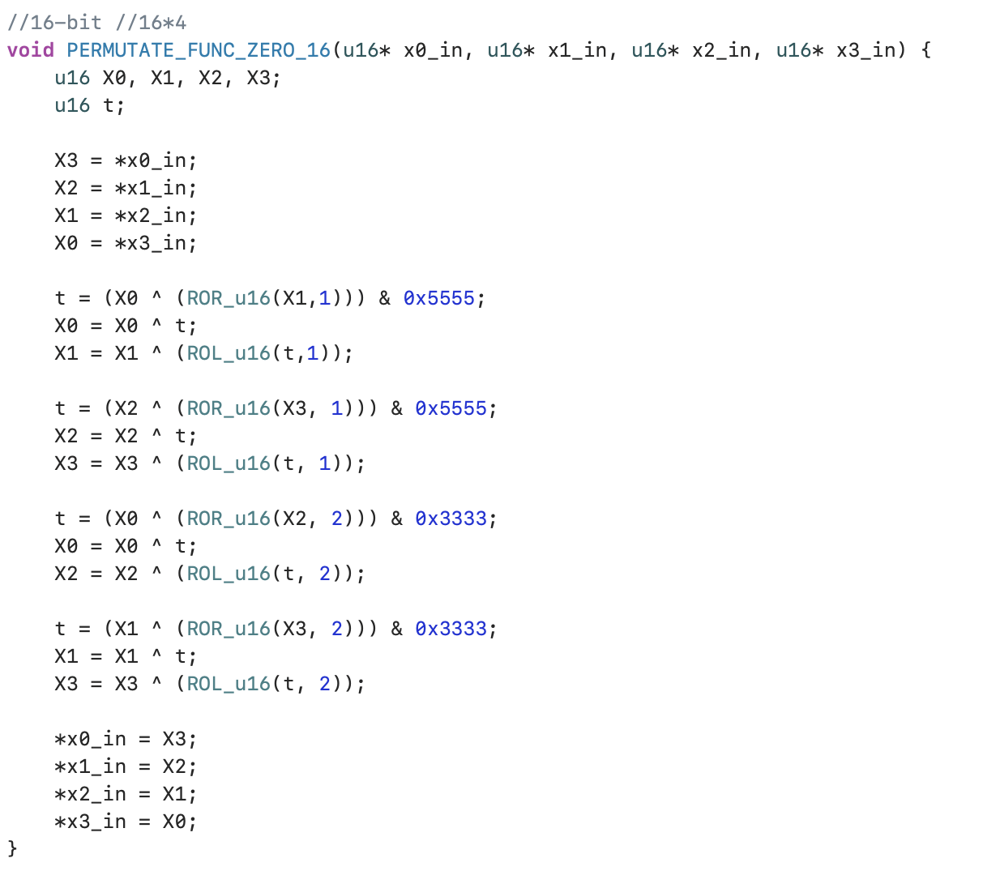 //16-bit //16*4
void PERMUTATE_FUNC_ZERO_16(u16* x0_in, u16* x1_in, u16* x2_in, u16* x3_in) {
    u16 X0, X1, X2, X3;
    u16 t;

    X3 = *x0_in;
    X2 = *x1_in;
    X1 = *x2_in;
    X0 = *x3_in;

    t = (X0 ^ (ROR_u16(X1,1))) & 0x5555;
    X0 = X0 ^ t;
    X1 = X1 ^ (ROL_u16(t,1));

    t = (X2 ^ (ROR_u16(X3, 1))) & 0x5555;
    X2 = X2 ^ t;
    X3 = X3 ^ (ROL_u16(t, 1));

    t = (X0 ^ (ROR_u16(X2, 2))) & 0x3333;
    X0 = X0 ^ t;
    X2 = X2 ^ (ROL_u16(t, 2));

    t = (X1 ^ (ROR_u16(X3, 2))) & 0x3333;
    X1 = X1 ^ t;
    X3 = X3 ^ (ROL_u16(t, 2));

    *x0_in = X3;
    *x1_in = X2;
    *x2_in = X1;
    *x3_in = X0;
}